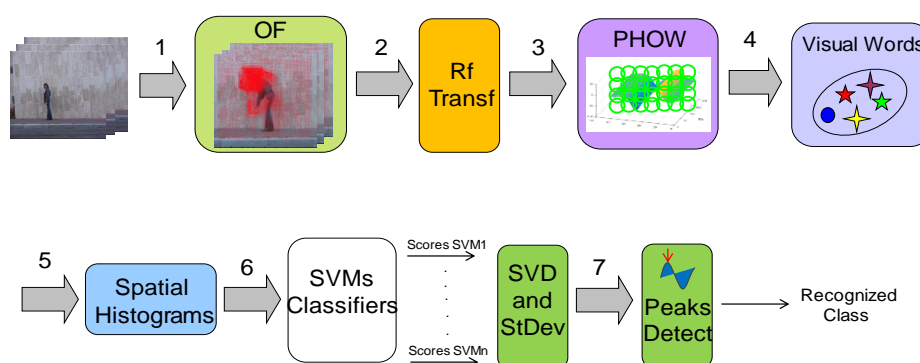 1
OF
2
Rf
Transf
3
PHOW
4
Visual Words
5
Spatial
Histograms
6
SVMs
Classifiers
Scores SVM1
.
.
.
.
.
Scores SVMn
SVD
and
StDev
7
Peaks
Detect
Recognized
Class